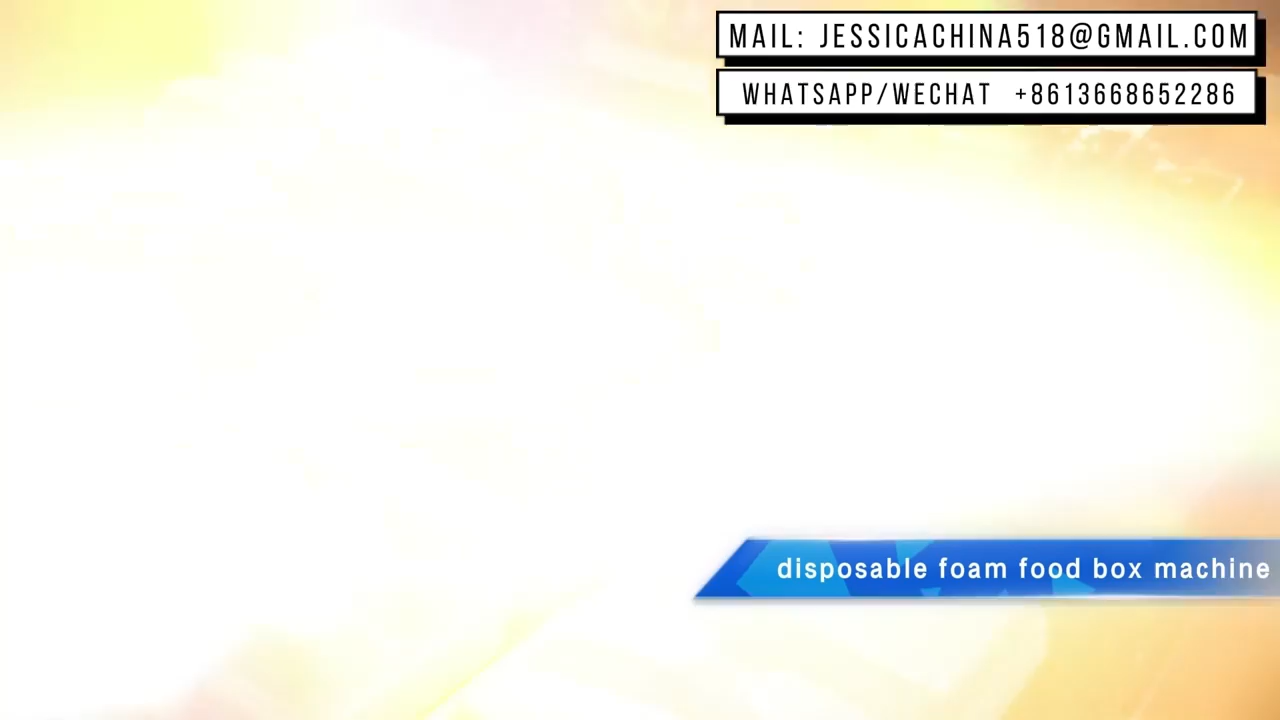 MAIL: JESSICACHINA518@GMAIL.COM
WHATSAPP/WECHAT +8613668652286
disposable foam food box machine